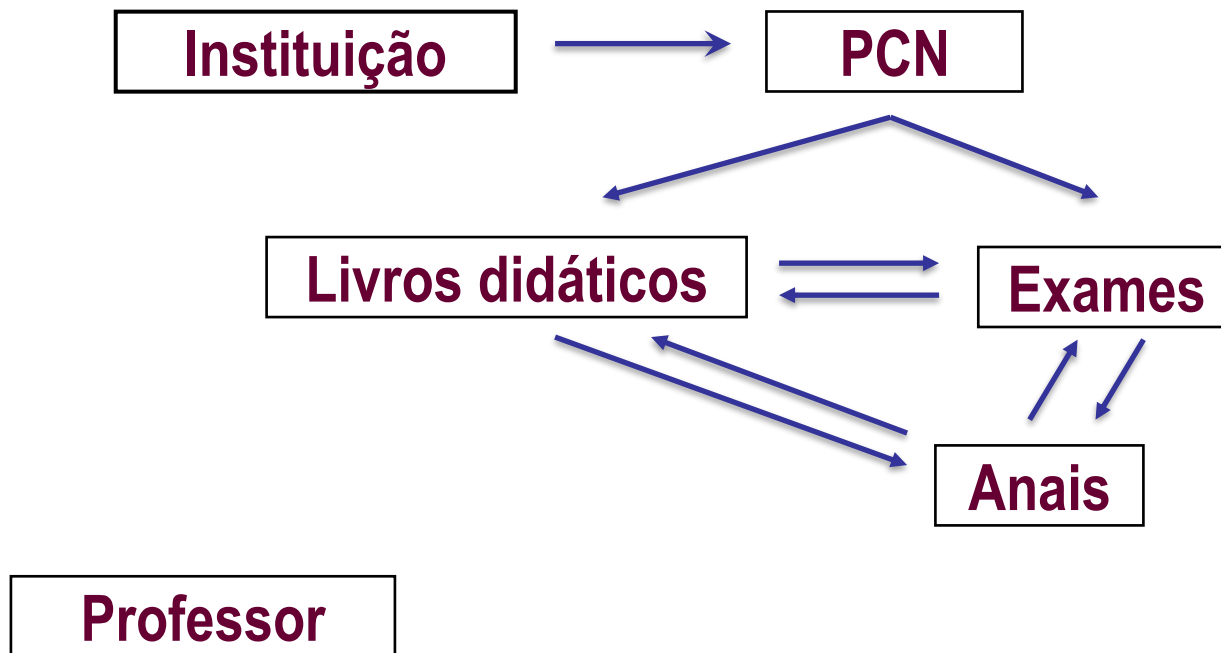 Instituição
PCN
Livros didáticos
Exames
Anais
Professor